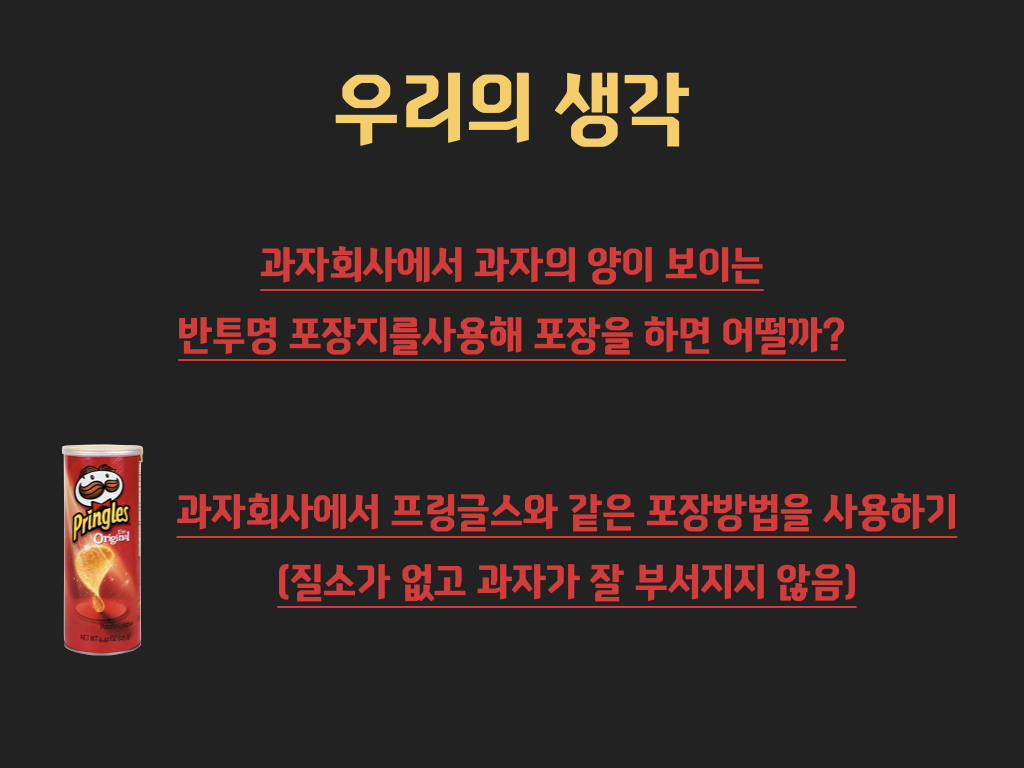 우리의 생각
과자회사에서 과자의 양이 보이는
반투명 포장지를사용해 포장을 하면 어떨까?
과자회사에서 프링글스와 같은 포장방법을 사용하기
(질소가 없고 과자가 잘 부서지지 않음)
Pringles
The
Original